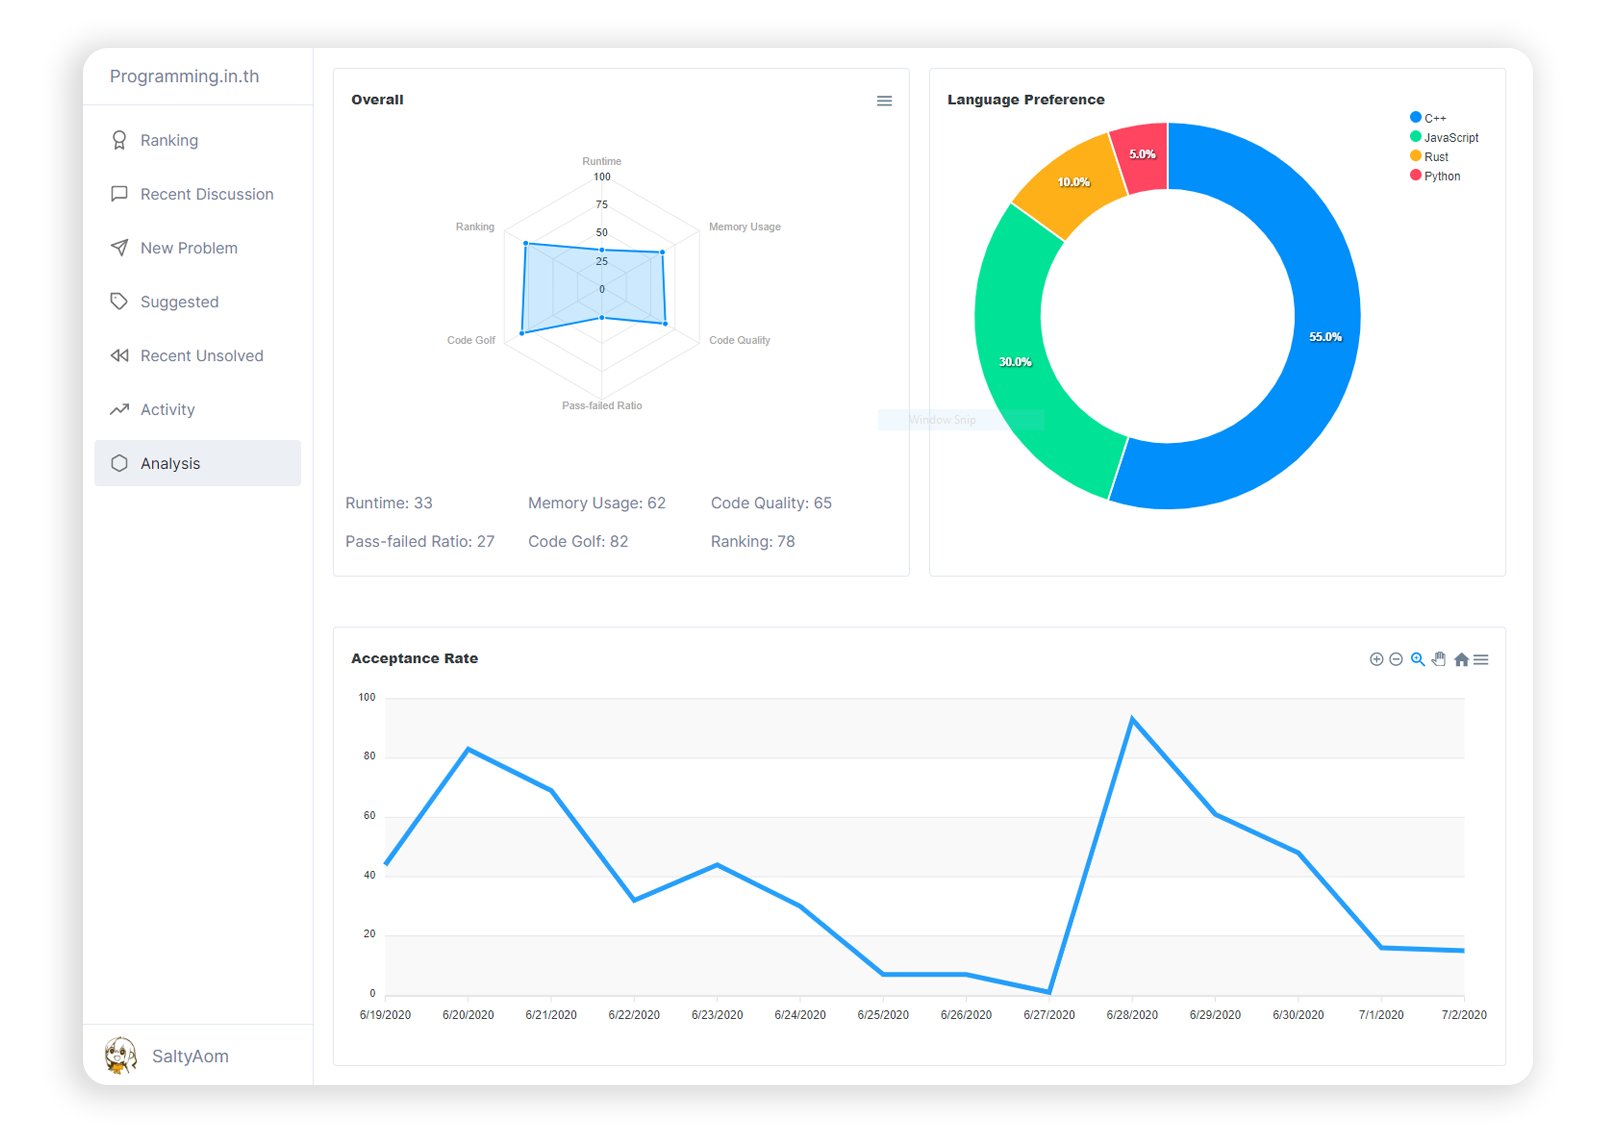 Programming.in.th
Ranking
Recent Discussion
New Problem
Suggested
Recent Unsolved
Activity
Analysis
SaltyAom
Overall
Runtime
100
75
50
25
0
Ranking
Memory Usage
Code Golf
Code Quality
Pass-failed Ratio
Runtime: 33
Memory Usage: 62
Code Quality: 65
Pass-failed Ratio: 27
Code Golf: 82
Ranking: 78
Window Snip
Language Preference
C++
JavaScript
Rust
Python
5.0%
10.0%
55.0%
30.0%
Acceptance Rate
100
80
60
40
20
0
6/19/2020 6/20/2020 6/21/2020 6/22/2020 6/23/2020 6/24/2020 6/25/2020 6/26/2020 6/27/2020 6/28/2020 6/29/2020 6/30/2020 7/1/2020 7/2/2020